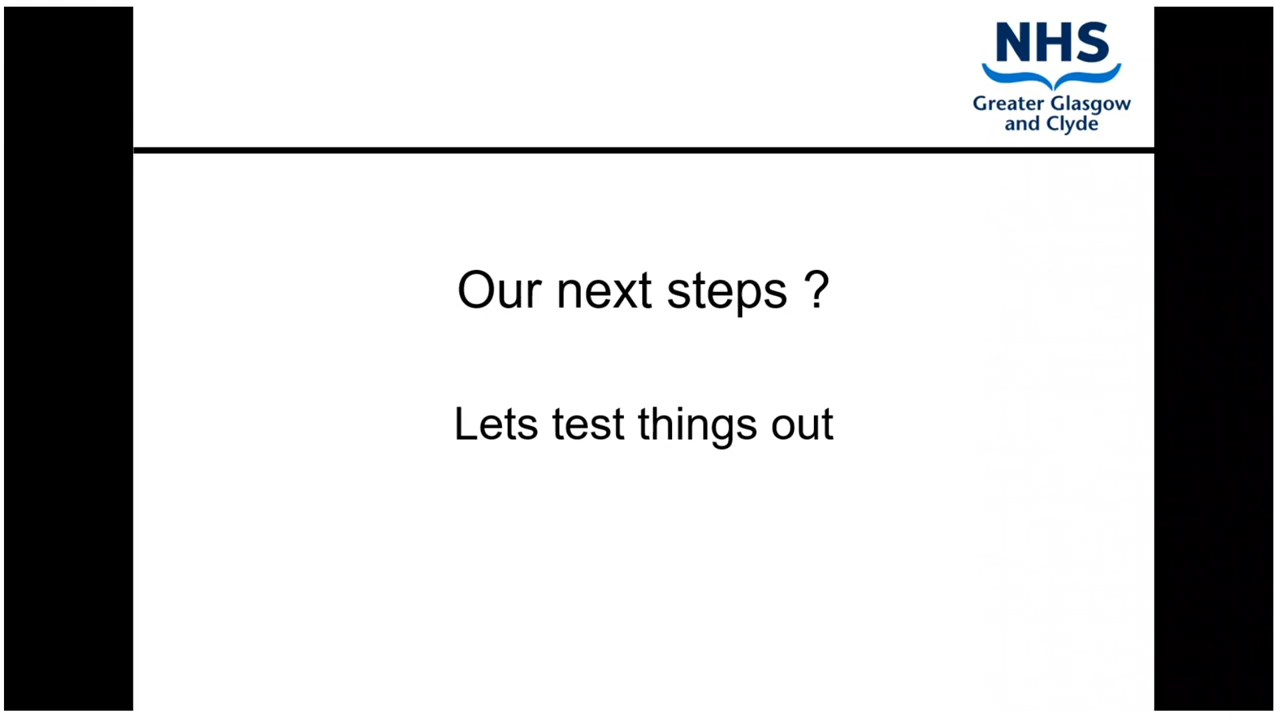 NHS
Greater Glasgow
and Clyde
Our next steps ?
Lets test things out